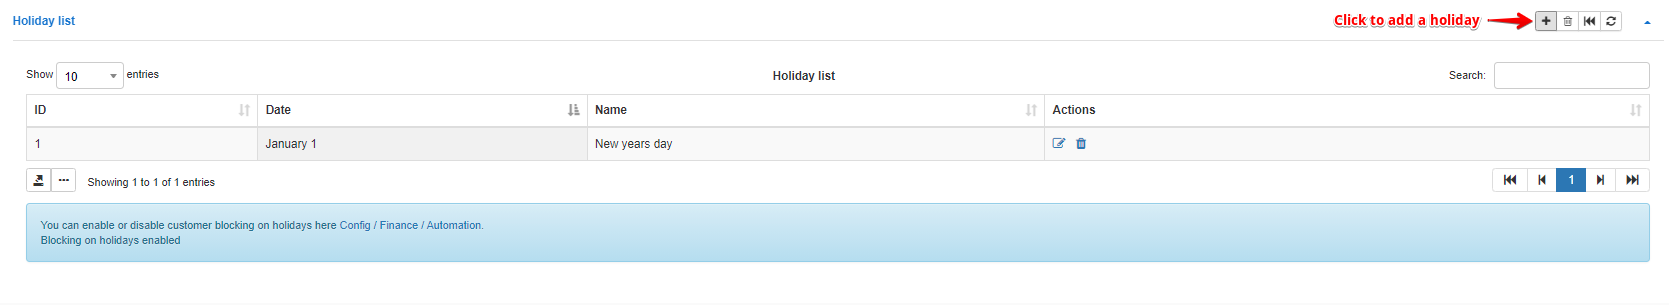 Holiday list
Click to add a holiday
Show 10 entries
Holiday list
Search:
ID Date Name Actions
1 January 1 New years day
Showing 1 to 1 of 1 entries
1
You can enable or disable customer blocking on holidays here Config / Finance / Automation.
Blocking on holidays enabled